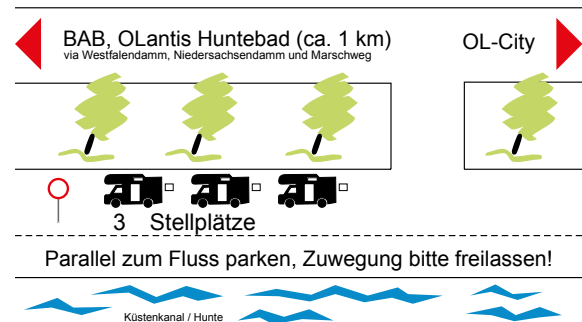 BAB, OLantis Huntebad (ca. 1 km)
via Westfalendamm, Niedersachsendamm und Marschweg
OL-City
3 Stellplätze
Parallel zum Fluss parken, Zuwegung bitte freilassen!
Küstenkanal / Hunte